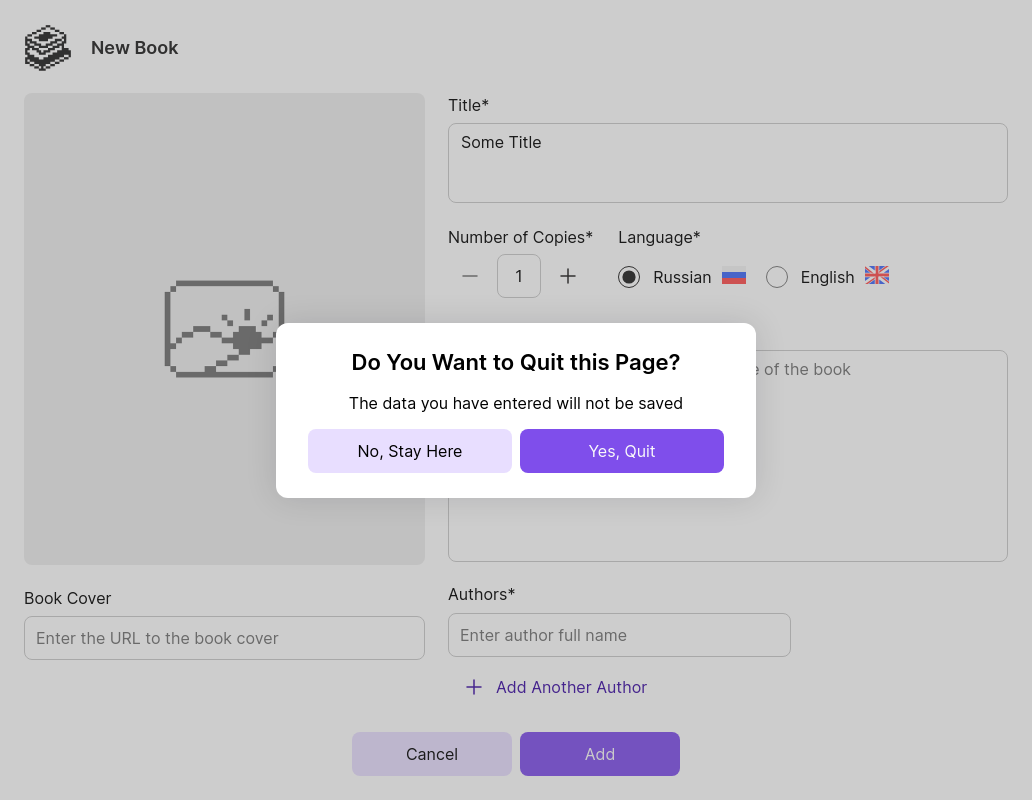 New Book
Title*
Some Title
Number of Copies*
Language*
1
Russian
English
of the book
Do You Want to Quit this Page?
The data you have entered will not be saved
No, Stay Here
Yes, Quit
Book Cover
Enter the URL to the book cover
Authors*
Enter author full name
Add Another Author
Cancel
Add